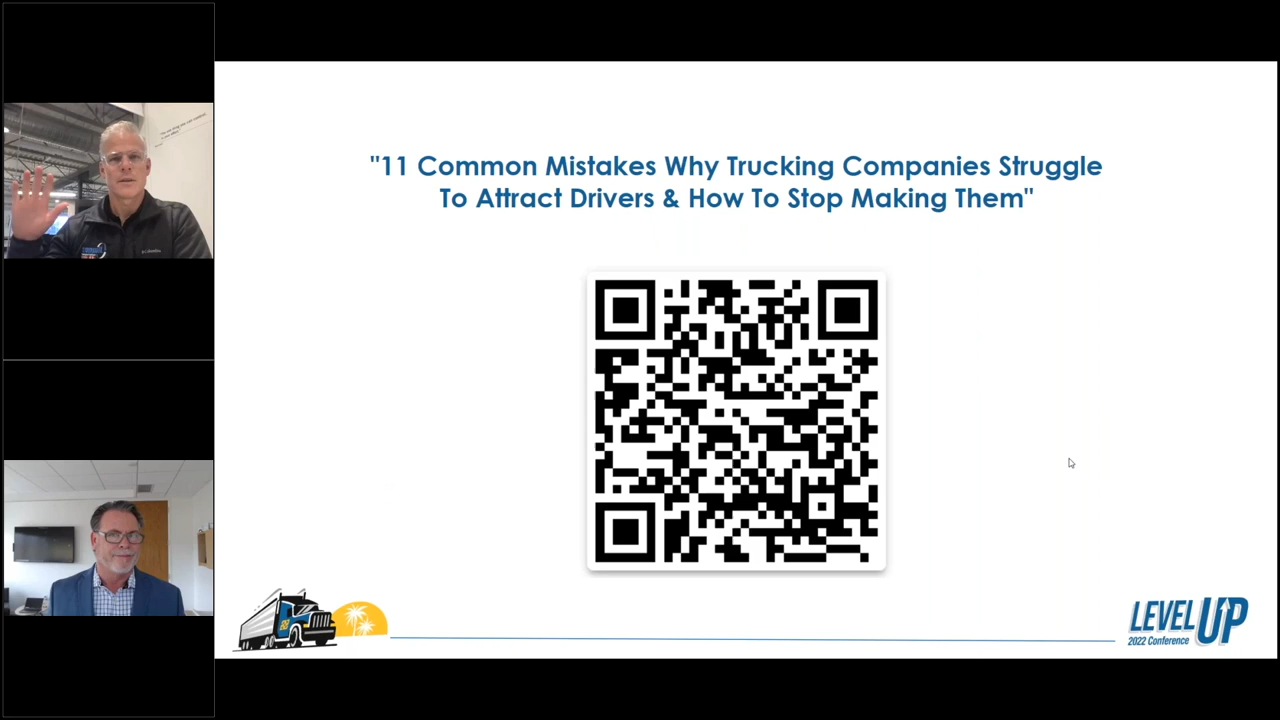 "11 Common Mistakes Why Trucking Companies Struggle
To Attract Drivers & How To Stop Making Them"
LEVEL UP
2022 Conference
Columbia